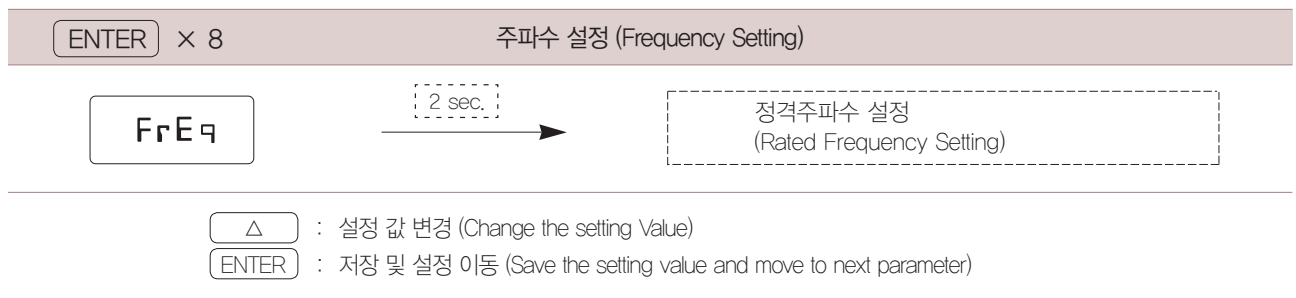 ENTER × 8 주파수 설정 (Frequency Setting)
FrEq
2 sec.
정격주파수 설정
(Rated Frequency Setting)
△ : 설정 값 변경 (Change the setting Value)
ENTER : 저장 및 설정 이동 (Save the setting value and move to next parameter)